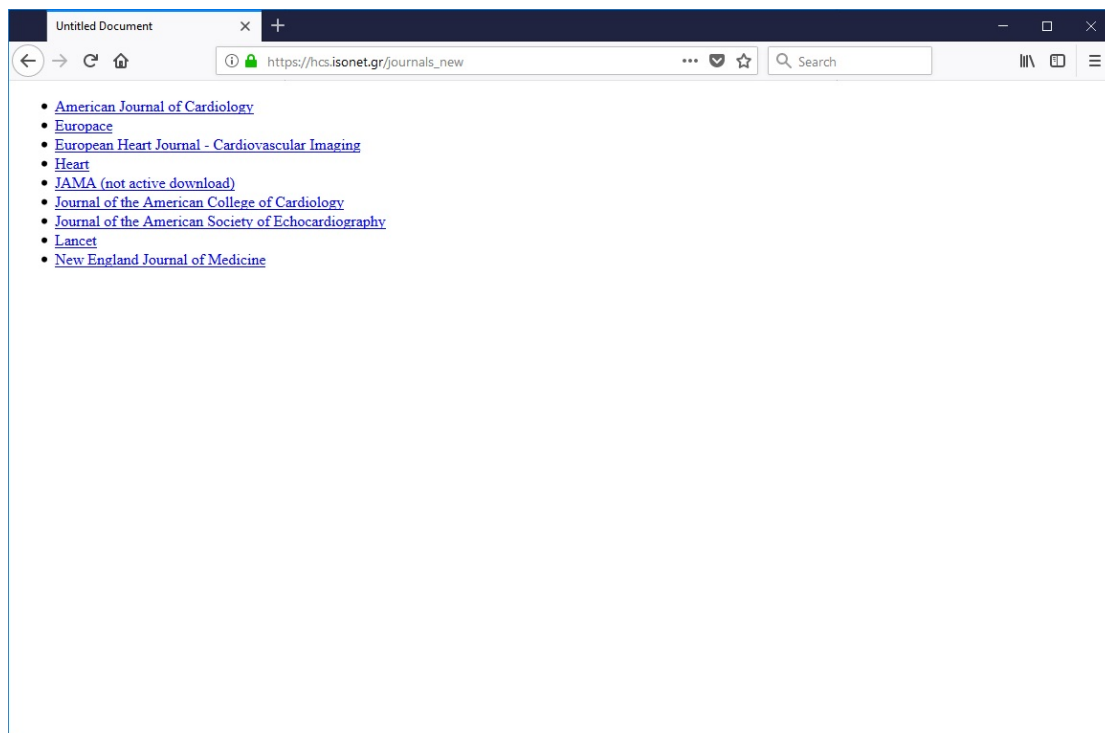 Untitled Document
https://hcs.isonet.gr/journals_new
Search
American Journal of Cardiology
Europace
European Heart Journal - Cardiovascular Imaging
Heart
JAMA (not active download)
Journal of the American College of Cardiology
Journal of the American Society of Echocardiography
Lancet
New England Journal of Medicine